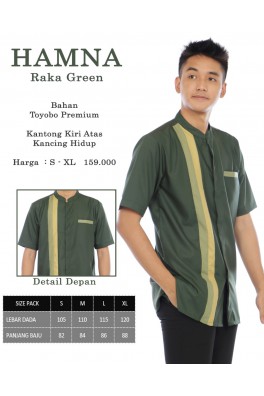 HAMNA
Raka Green
Bahan
Toyobo Premium
Kantong Kiri Atas
Kancing Hidup
Harga : S - XL 159.000
Detail Depan
SIZE PACK S M L XL
LEBAR DADA 105 110 115 120
PANJANG BAJU 82 84 86 88